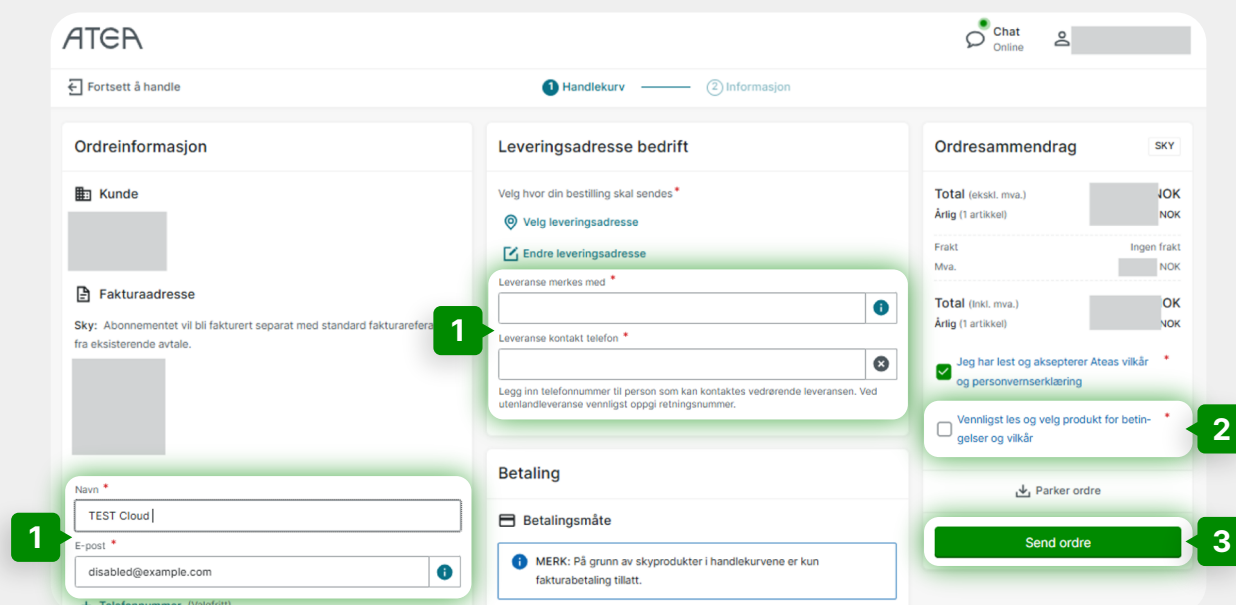 ATEA
Chat
Online
Fortsett å handle
1 Handlekurv
2 Informasjon
Ordreinformasjon
Kunde
Fakturaadresse
Sky: Abonnementet vil bli fakturert separat med standard
fra eksisterende avtale.
1
Navn *
TEST Cloud
E-post *
disabled@example.com
Telefonnummer (Valgfritt)
Leveringsadresse bedrift
Velg hvor din bestilling skal sendes *
Velg leveringsadresse
Endre leveringsadresse
1
Leveranse merkes med *
Leveranse kontakt telefon *
Legg inn telefonnummer til person som kan kontaktes vedrørende leveransen. Ved
utenlandleveranse vennligst oppgi retningsnummer.
Betaling
Betalingsmåte
MERK: På grunn av skyprodukter i handlekurvene er kun
fakturabetaling tillatt.
Ordresammendrag
SKY
Total (ekskl. mva.) NOK
Årlig (1 artikkel) NOK
Frakt Ingen frakt
Mva. NOK
Total (Inkl. mva.) OK
Årlig (1 artikkel) NOK
Jeg har lest og aksepterer Ateas vilkår *
og personvernserklæring
Vennligst les og velg produkt for betin- *
gelser og vilkår
2
Parker ordre
Send ordre
3